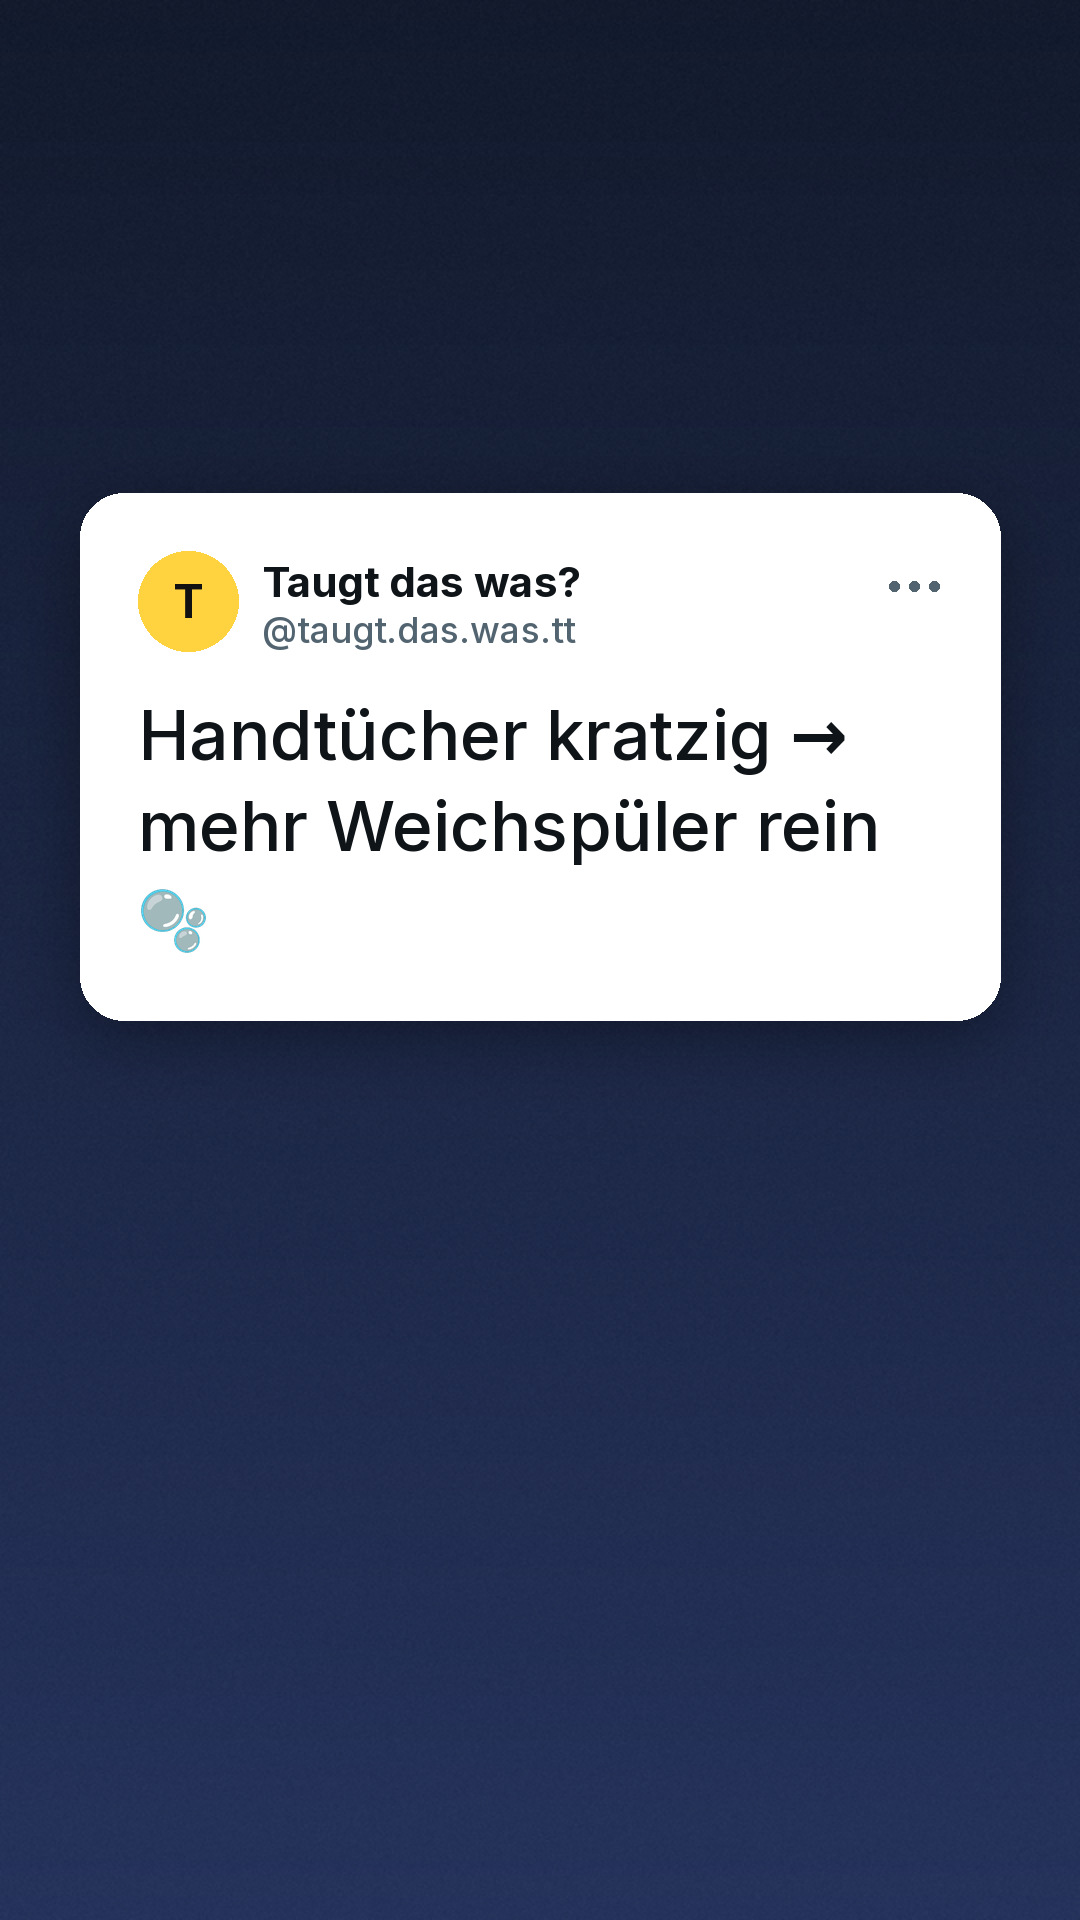 T
Taugt das was?
@taugt.das.was.tt
Handtücher kratzig →
mehr Weichspüler rein
🫧